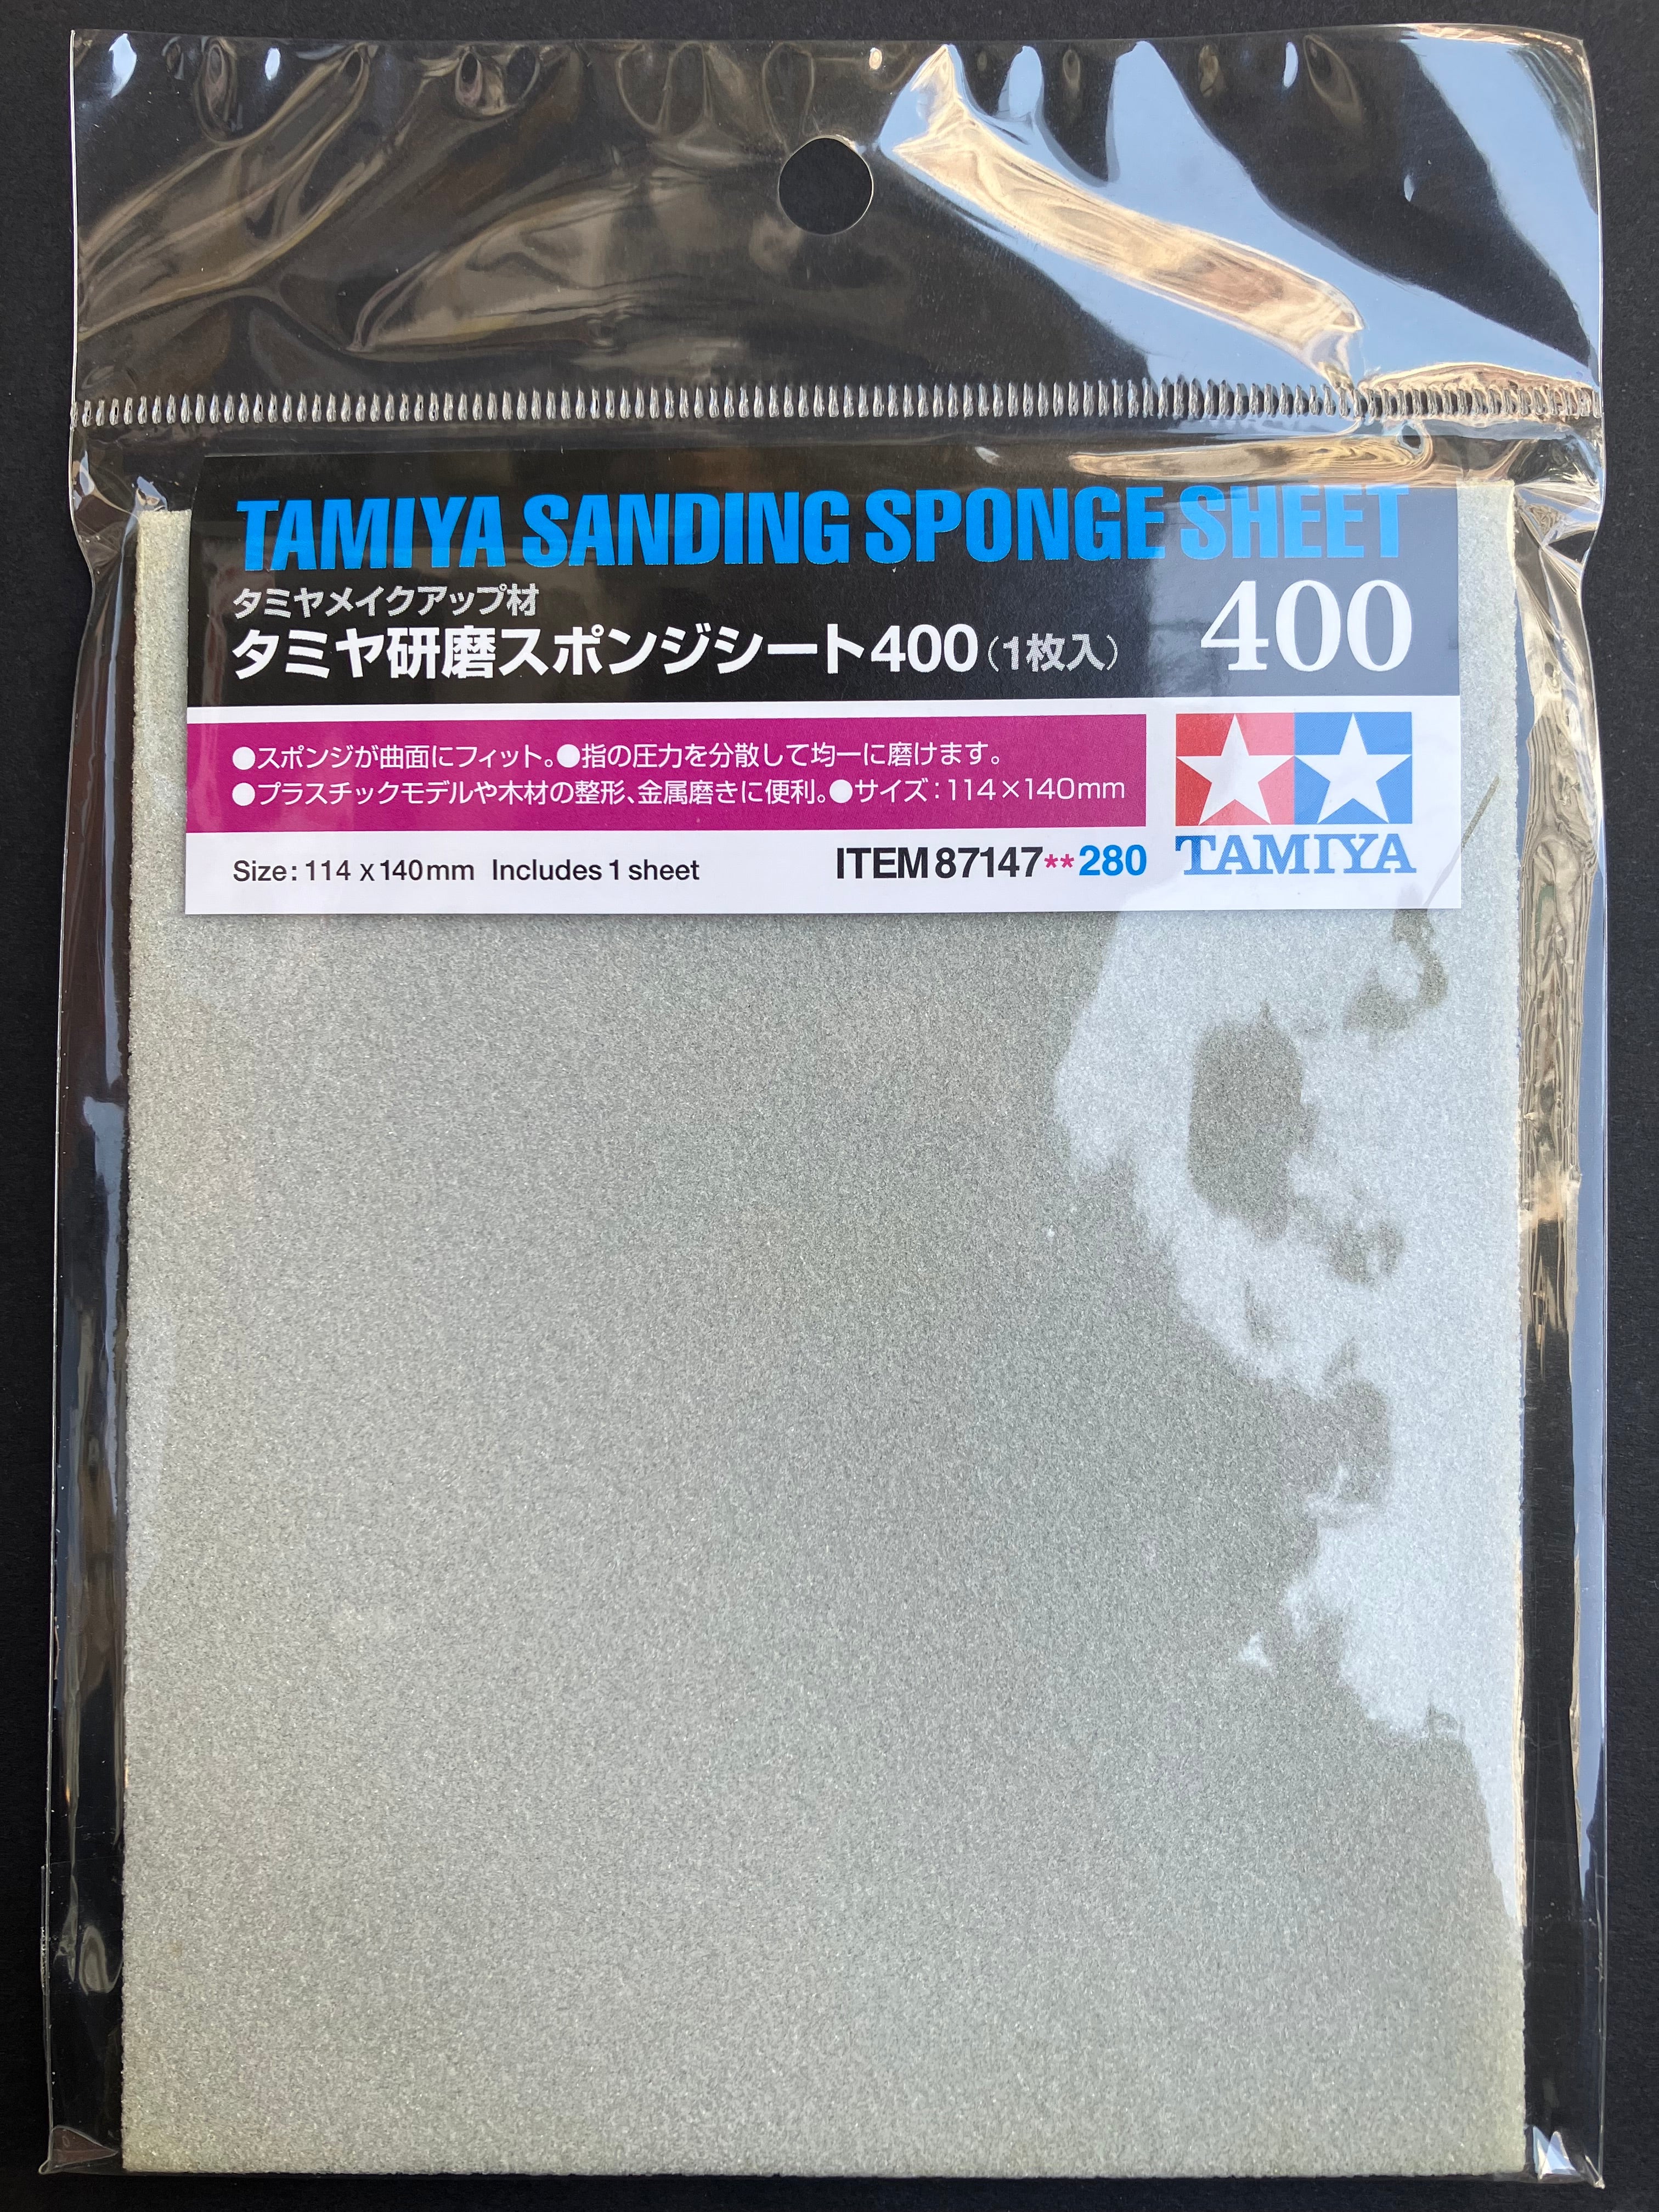 TAMIYA SANDING SPONGE SHEET
タミヤメイクアップ材
タミヤ研磨スポンジシート400（1枚入） 400
●スポンジが曲面にフィット。●指の圧力を分散して均一に磨けます。
●プラスチックモデルや木材の整形、金属磨きに便利。●サイズ：114×140mm
Size: 114 x 140mm Includes 1 sheet ITEM 87147**280 TAMIYA